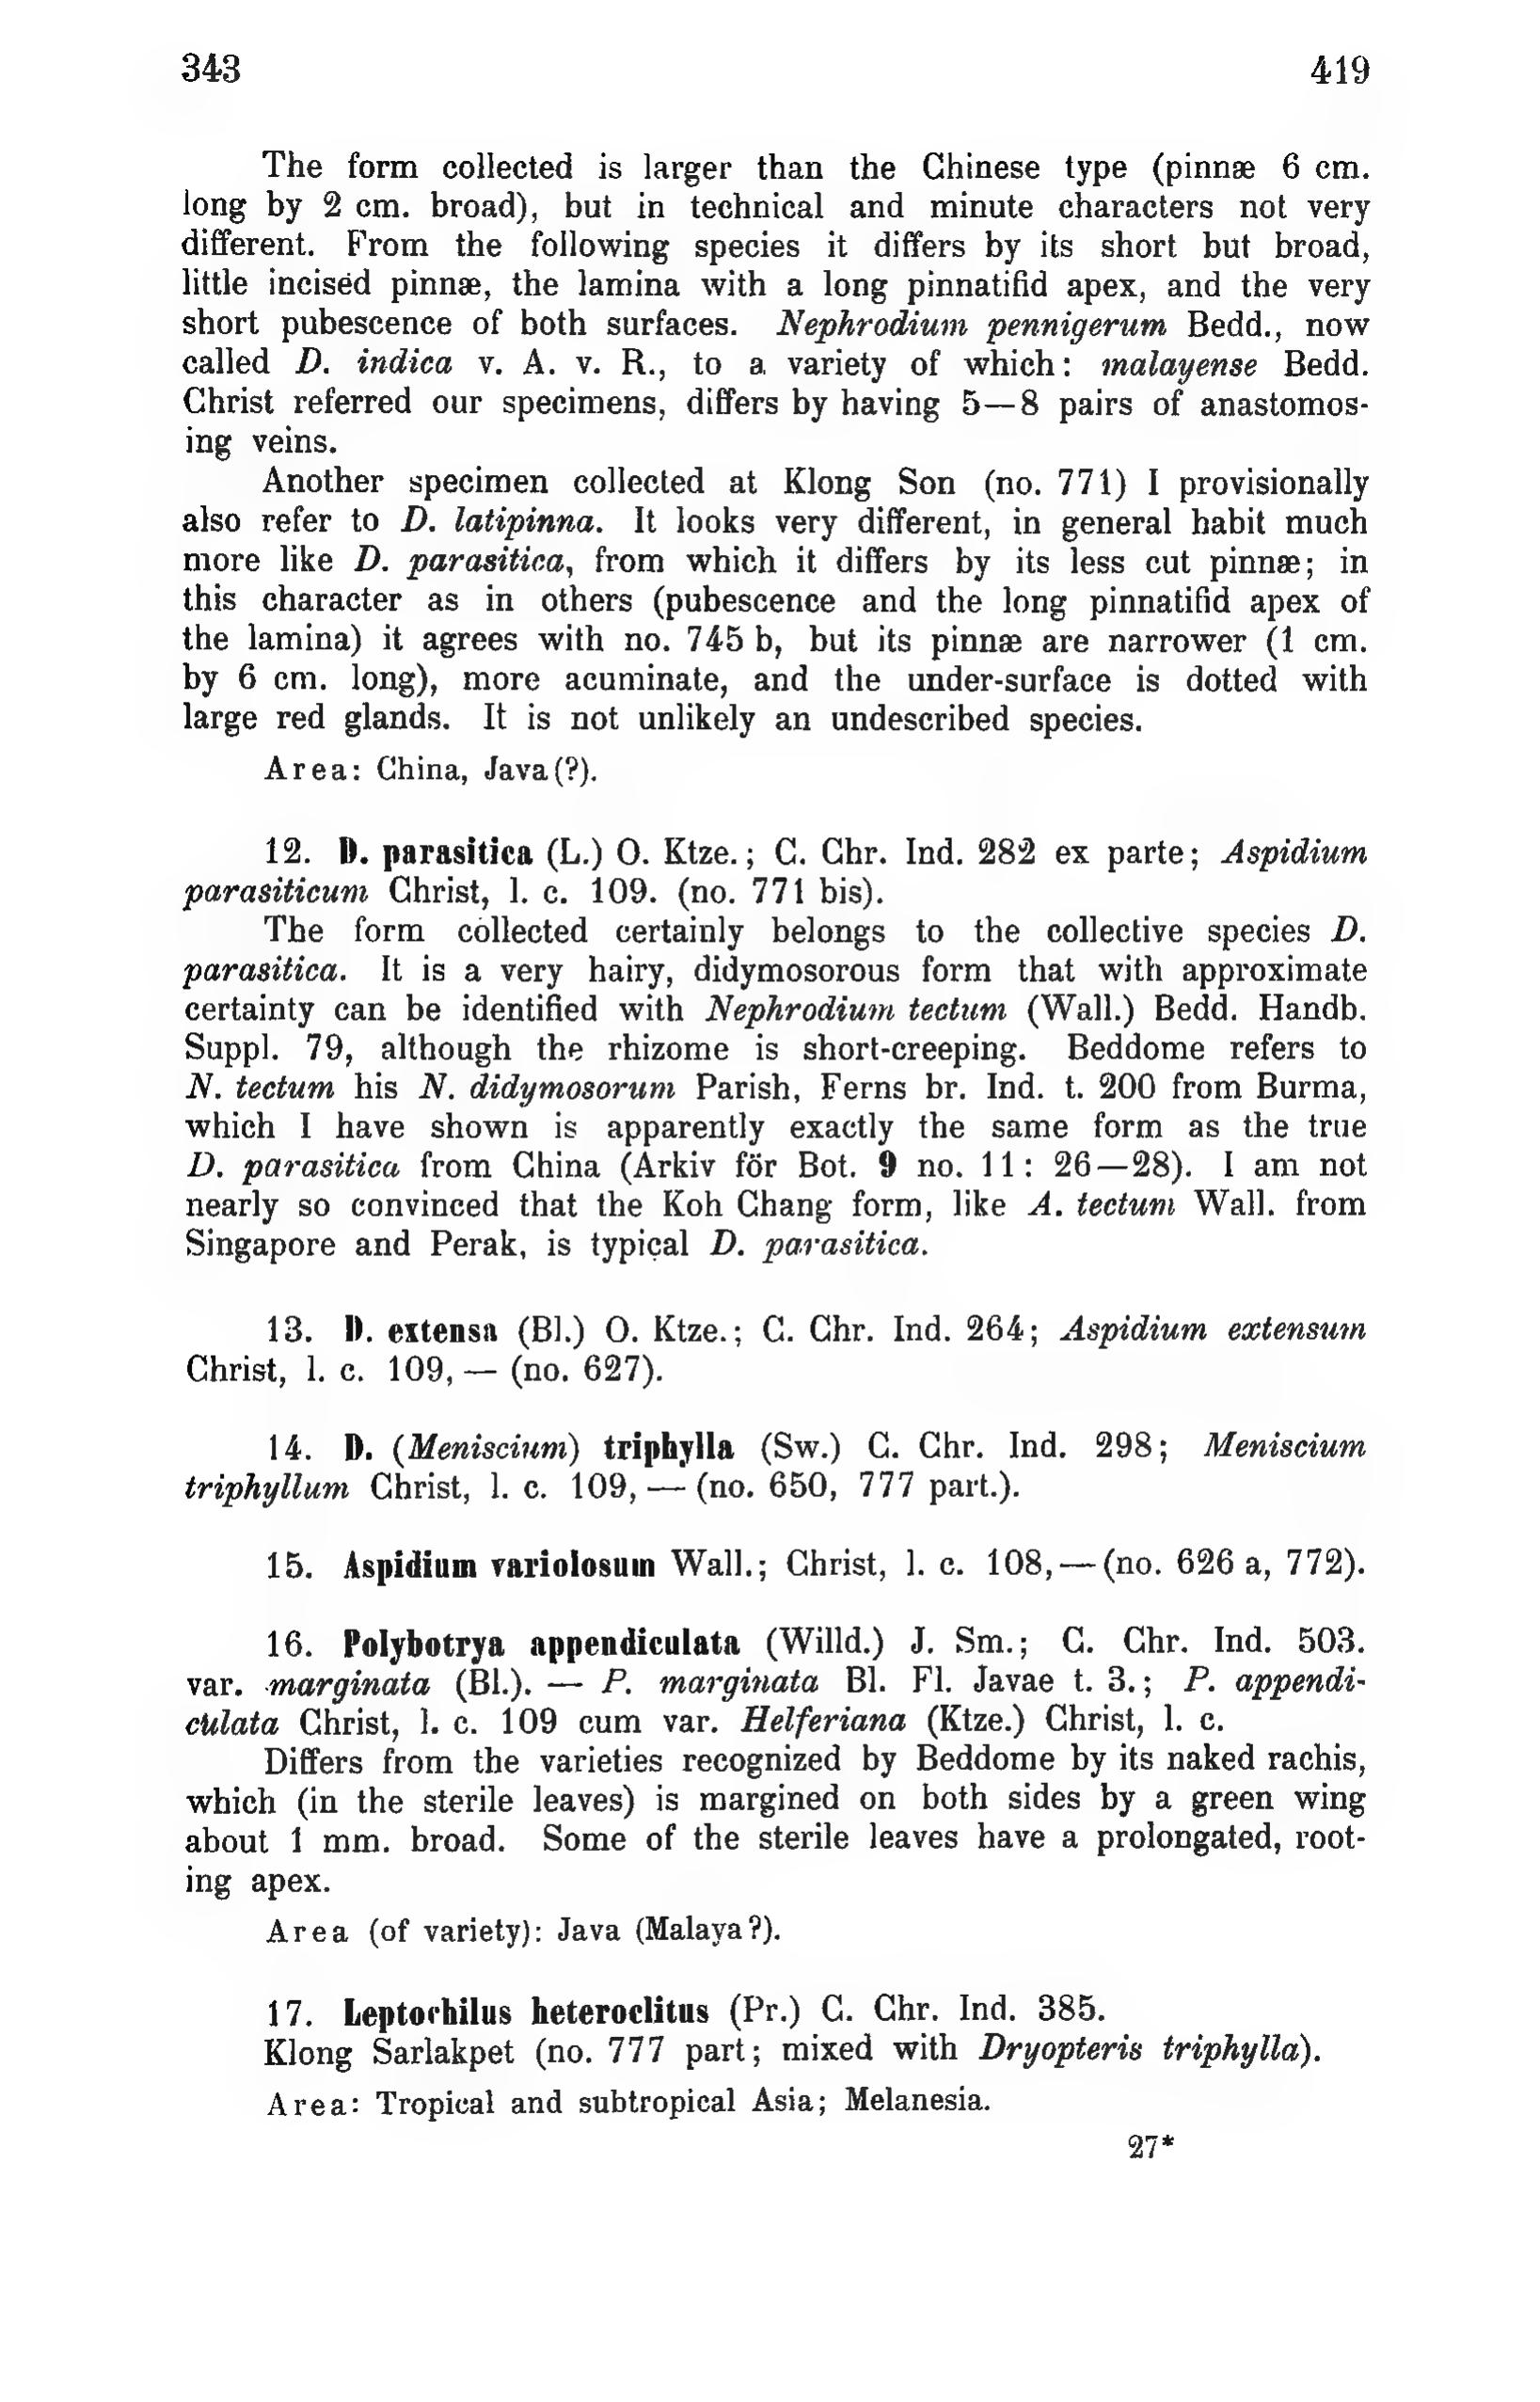 343 419
The form collected is larger than the Chinese type (pinnæ 6 cm.
long by 2 cm. broad), but in technical and minute characters not very
different. From the following species it differs by its short but broad,
little incised pinnæ, the lamina with a long pinnatifid apex, and the very
short pubescence of both surfaces. Nephrodium pennigerum Bedd., now
called D. indica v. A. v. R., to a variety of which: malayense Bedd.
Christ referred our specimens, differs by having 5—8 pairs of anastomos-
ing veins.
Another specimen collected at Klong Son (no. 771) I provisionally
also refer to D. latipinna. It looks very different, in general habit much
more like D. parasitica, from which it differs by its less cut pinnæ; in
this character as in others (pubescence and the long pinnatifid apex of
the lamina) it agrees with no. 745 b, but its pinnæ are narrower (1 cm.
by 6 cm. long), more acuminate, and the under-surface is dotted with
large red glands. It is not unlikely an undescribed species.
Area: China, Java (?).
12. D. parasitica (L.) O. Ktze.; C. Chr. Ind. 282 ex parte; Aspidium
parasiticum Christ, l. c. 109. (no. 771 bis).
The form collected certainly belongs to the collective species D.
parasitica. It is a very hairy, didymosorous form that with approximate
certainty can be identified with Nephrodium tectum (Wall.) Bedd. Handb.
Suppl. 79, although the rhizome is short-creeping. Beddome refers to
N. tectum his N. didymosorum Parish, Ferns br. Ind. t. 200 from Burma,
which I have shown is apparently exactly the same form as the true
D. parasitica from China (Arkiv för Bot. 9 no. 11: 26—28). I am not
nearly so convinced that the Koh Chang form, like A. tectum Wall. from
Singapore and Perak, is typical D. parasitica.
13. D. extensa (Bl.) O. Ktze.; C. Chr. Ind. 264; Aspidium extensum
Christ, l. c. 109, — (no. 627).
14. D. (Meniscium) triphylla (Sw.) C. Chr. Ind. 298; Meniscium
triphyllum Christ, l. c. 109, — (no. 650, 777 part.).
15. Aspidium variolosum Wall.; Christ, l. c. 108, — (no. 626 a, 772).
16. Polybotrya appendiculata (Willd.) J. Sm.; C. Chr. Ind. 503.
var. marginata (Bl.). — P. marginata Bl. Fl. Javae t. 3.; P. appendi-
culata Christ, l. c. 109 cum var. Helferiana (Ktze.) Christ, l. c.
Differs from the varieties recognized by Beddome by its naked rachis,
which (in the sterile leaves) is margined on both sides by a green wing
about 1 mm. broad. Some of the sterile leaves have a prolongated, root-
ing apex.
Area (of variety): Java (Malaya?).
17. Leptochilus heteroclitus (Pr.) C. Chr. Ind. 385.
Klong Sarlakpet (no. 777 part; mixed with Dryopteris triphylla).
Area: Tropical and subtropical Asia; Melanesia.
27*